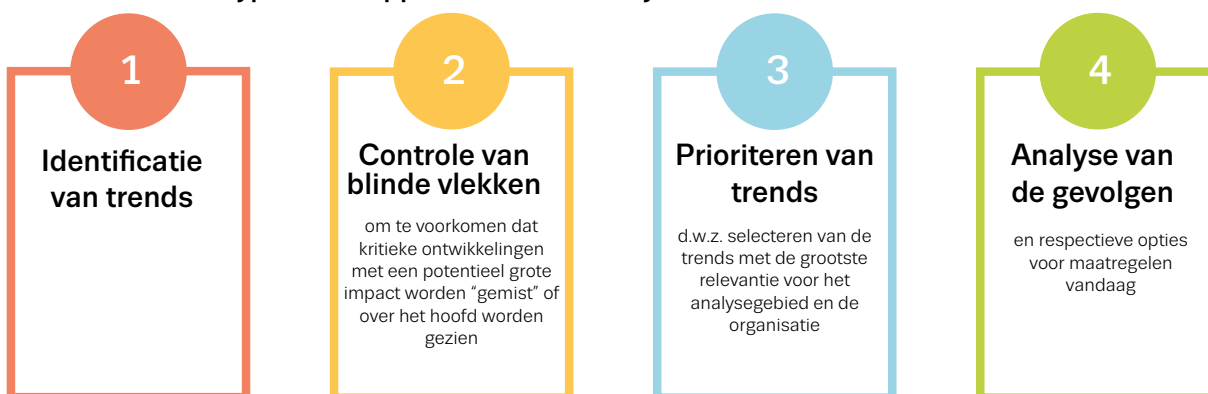 1
Identificatie
van trends
2
Controle van
blinde vlekken
om te voorkomen dat
kritieke ontwikkelingen
met een potentieel grote
impact worden “gemist” of
over het hoofd worden
gezien
3
Prioriteren van
trends
d.w.z. selecteren van de
trends met de grootste
relevantie voor het
analysegebied en de
organisatie
4
Analyse van
de gevolgen
en respectieve opties
voor maatregelen
vandaag